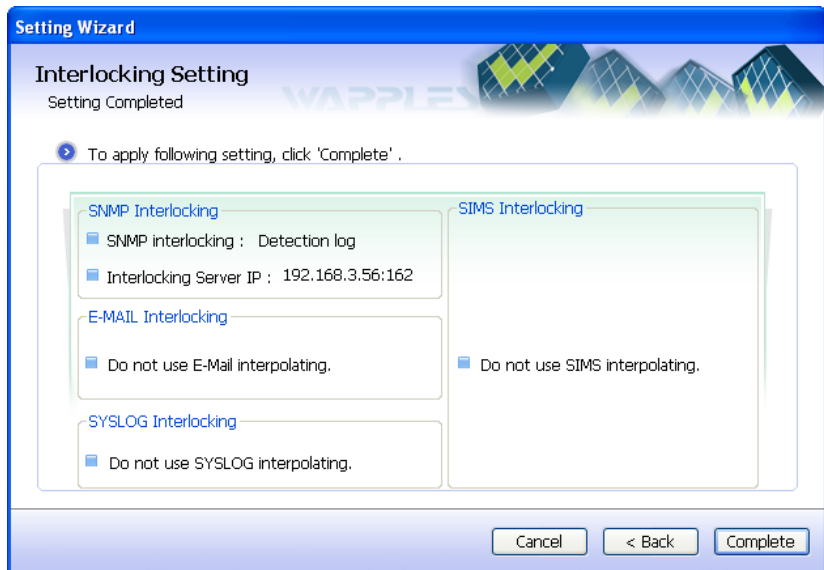 Setting Wizard
Interlocking Setting
Setting Completed
WAPPLES
To apply following setting, click 'Complete' .
SNMP Interlocking
SNMP interlocking : Detection log
Interlocking Server IP : 192.168.3.56:162
E-MAIL Interlocking
Do not use E-Mail interpolating.
SYSLOG Interlocking
Do not use SYSLOG interpolating.
SIMS Interlocking
Do not use SIMS interpolating.
Cancel
< Back
Complete